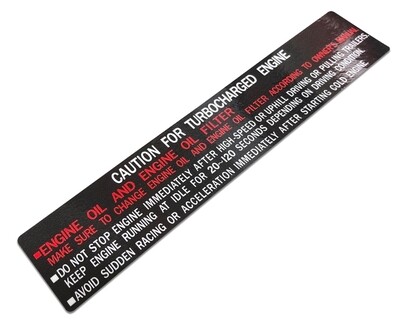 CAUTION FOR TURBOCHARGED ENGINE
■ENGINE OIL AND ENGINE OIL FILTER
MAKE SURE TO CHANGE ENGINE OIL AND ENGINE OIL FILTER ACCORDING TO OWNER'S MANUAL.
■DO NOT STOP ENGINE IMMEDIATELY AFTER HIGH-SPEED OR UPHILL DRIVING OR PULLING TRAILERS.
KEEP ENGINE RUNNING AT IDLE FOR 20~120 SECONDS DEPENDING ON DRIVING CONDITION.
■AVOID SUDDEN RACING OR ACCELERATION IMMEDIATELY AFTER STARTING COLD ENGINE.